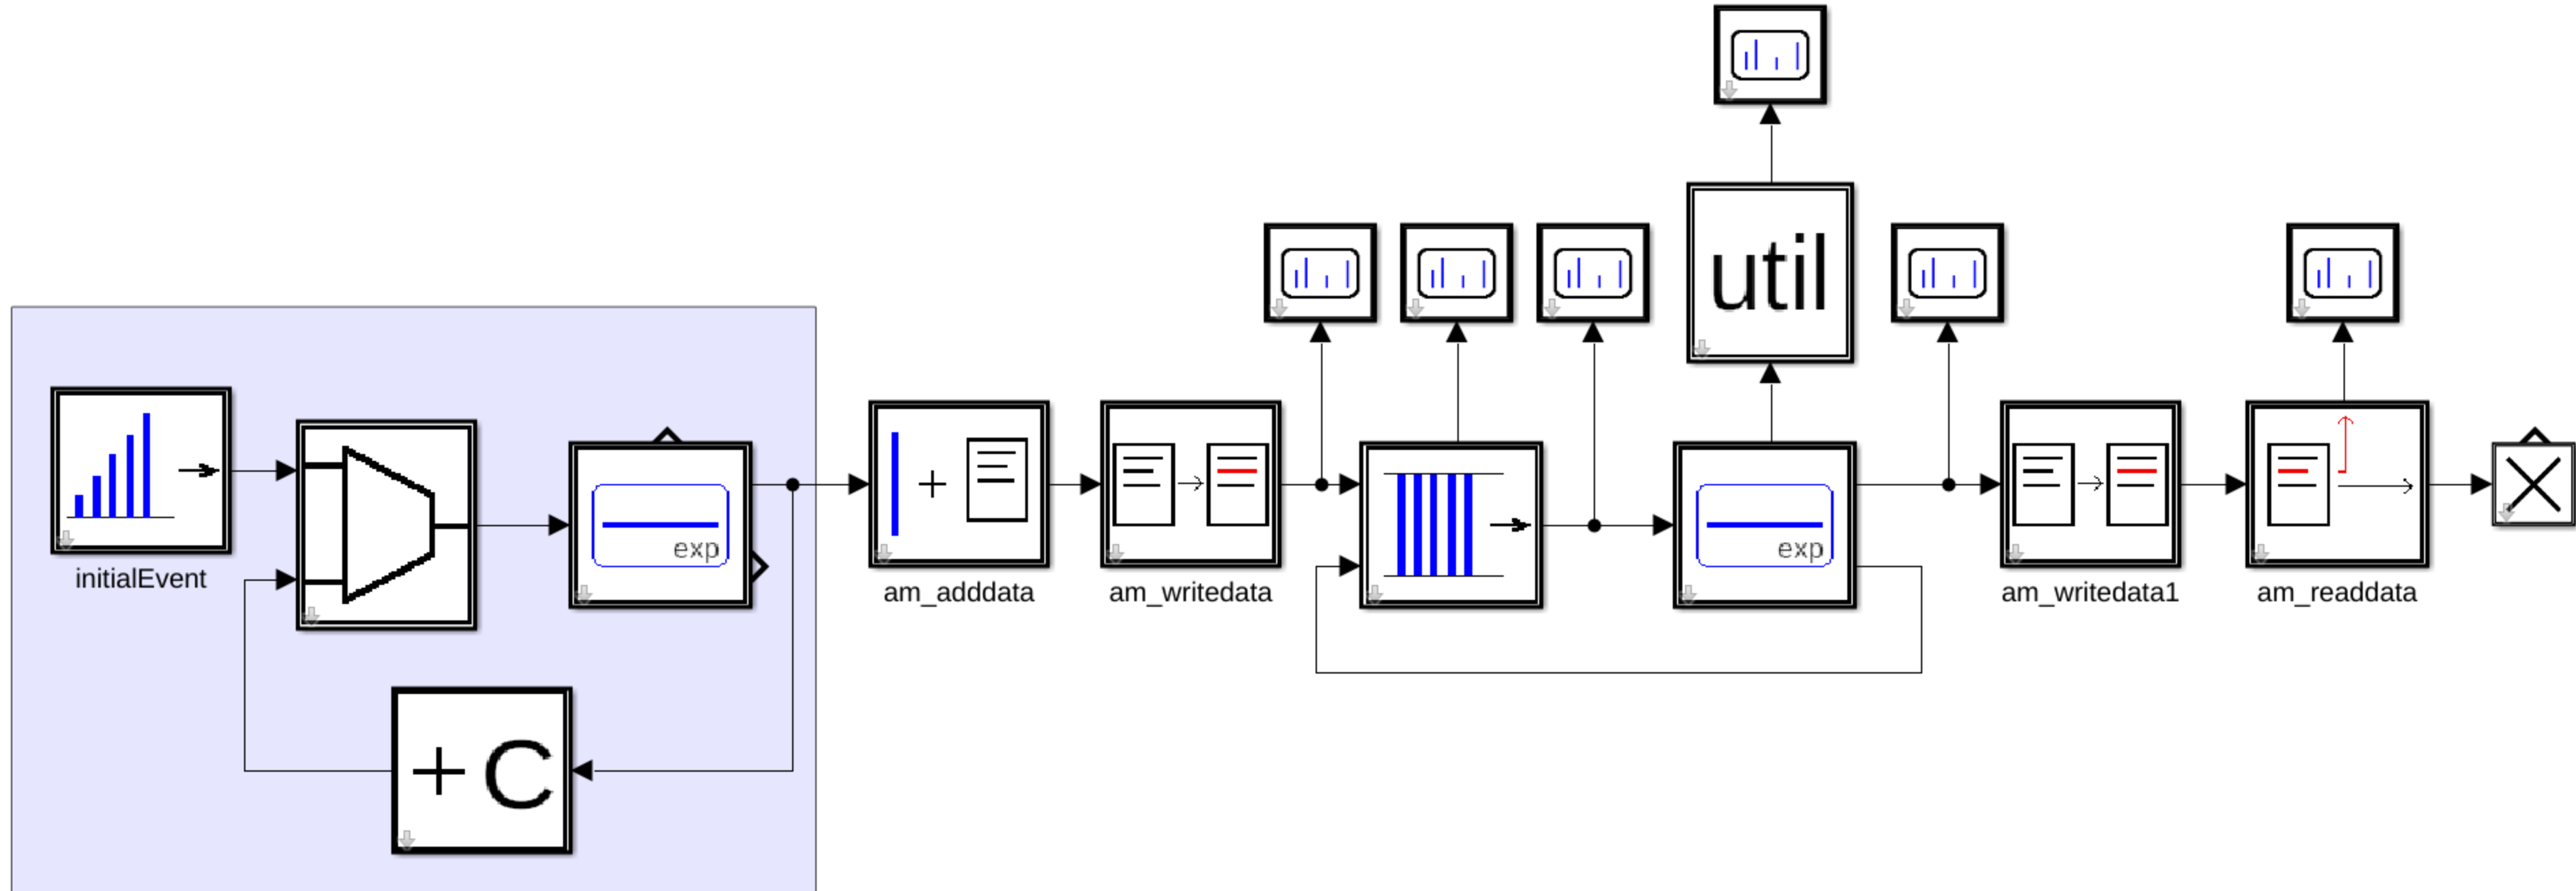 util
initialEvent
exp
+ C
am_adddata
am_writedata
exp
am_writedata1
am_readdata